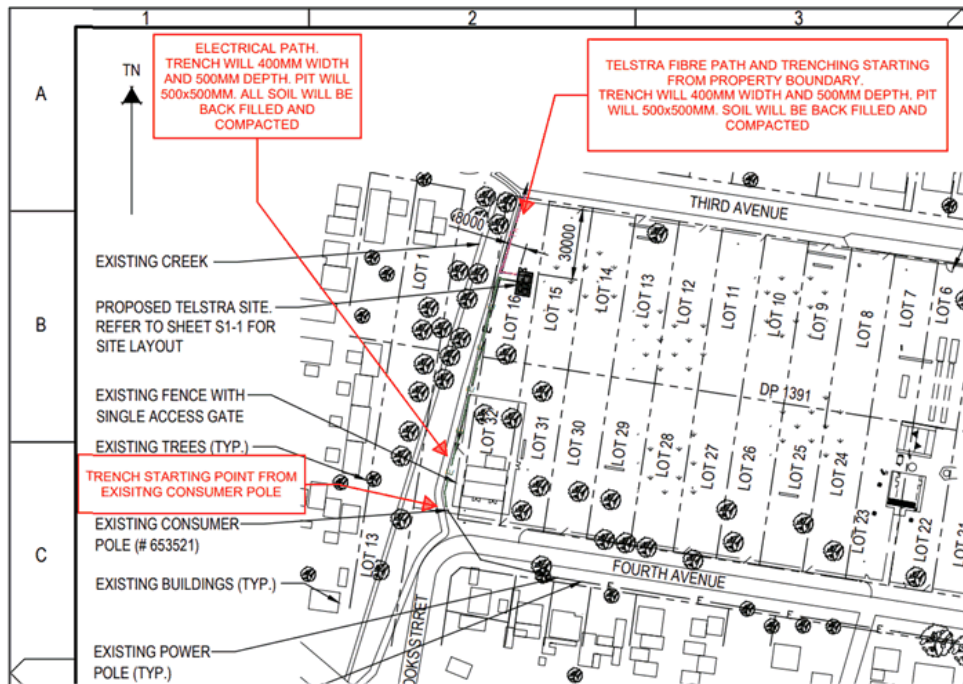 1
2
3
A
B
C
TN
ELECTRICAL PATH.
TRENCH WILL 400MM WIDTH
AND 500MM DEPTH. PIT WILL
500x500MM. ALL SOIL WILL BE
BACK FILLED AND
COMPACTED
TELSTRA FIBRE PATH AND TRENCHING STARTING
FROM PROPERTY BOUNDARY.
TRENCH WILL 400MM WIDTH AND 500MM DEPTH. PIT
WILL 500x500MM. SOIL WILL BE BACK FILLED AND
COMPACTED
THIRD AVENUE
8000
30000
EXISTING CREEK
PROPOSED TELSTRA SITE.
REFER TO SHEET S1-1 FOR
SITE LAYOUT
EXISTING FENCE WITH
SINGLE ACCESS GATE
EXISTING TREES (TYP.)
TRENCH STARTING POINT FROM
EXISITNG CONSUMER POLE
EXISTING CONSUMER
POLE (# 653521)
EXISTING BUILDINGS (TYP.)
EXISTING POWER
POLE (TYP.)
LOT 1
LOT 16
LOT 15
LOT 14
LOT 13
LOT 12
LOT 11
LOT 10
LOT 9
LOT 8
LOT 7
LOT 6
DP 1391
LOT 32
LOT 31
LOT 30
LOT 29
LOT 28
LOT 27
LOT 26
LOT 25
LOT 24
LOT 23
LOT 22
LOT 13
FOURTH AVENUE
OOKS STRRET